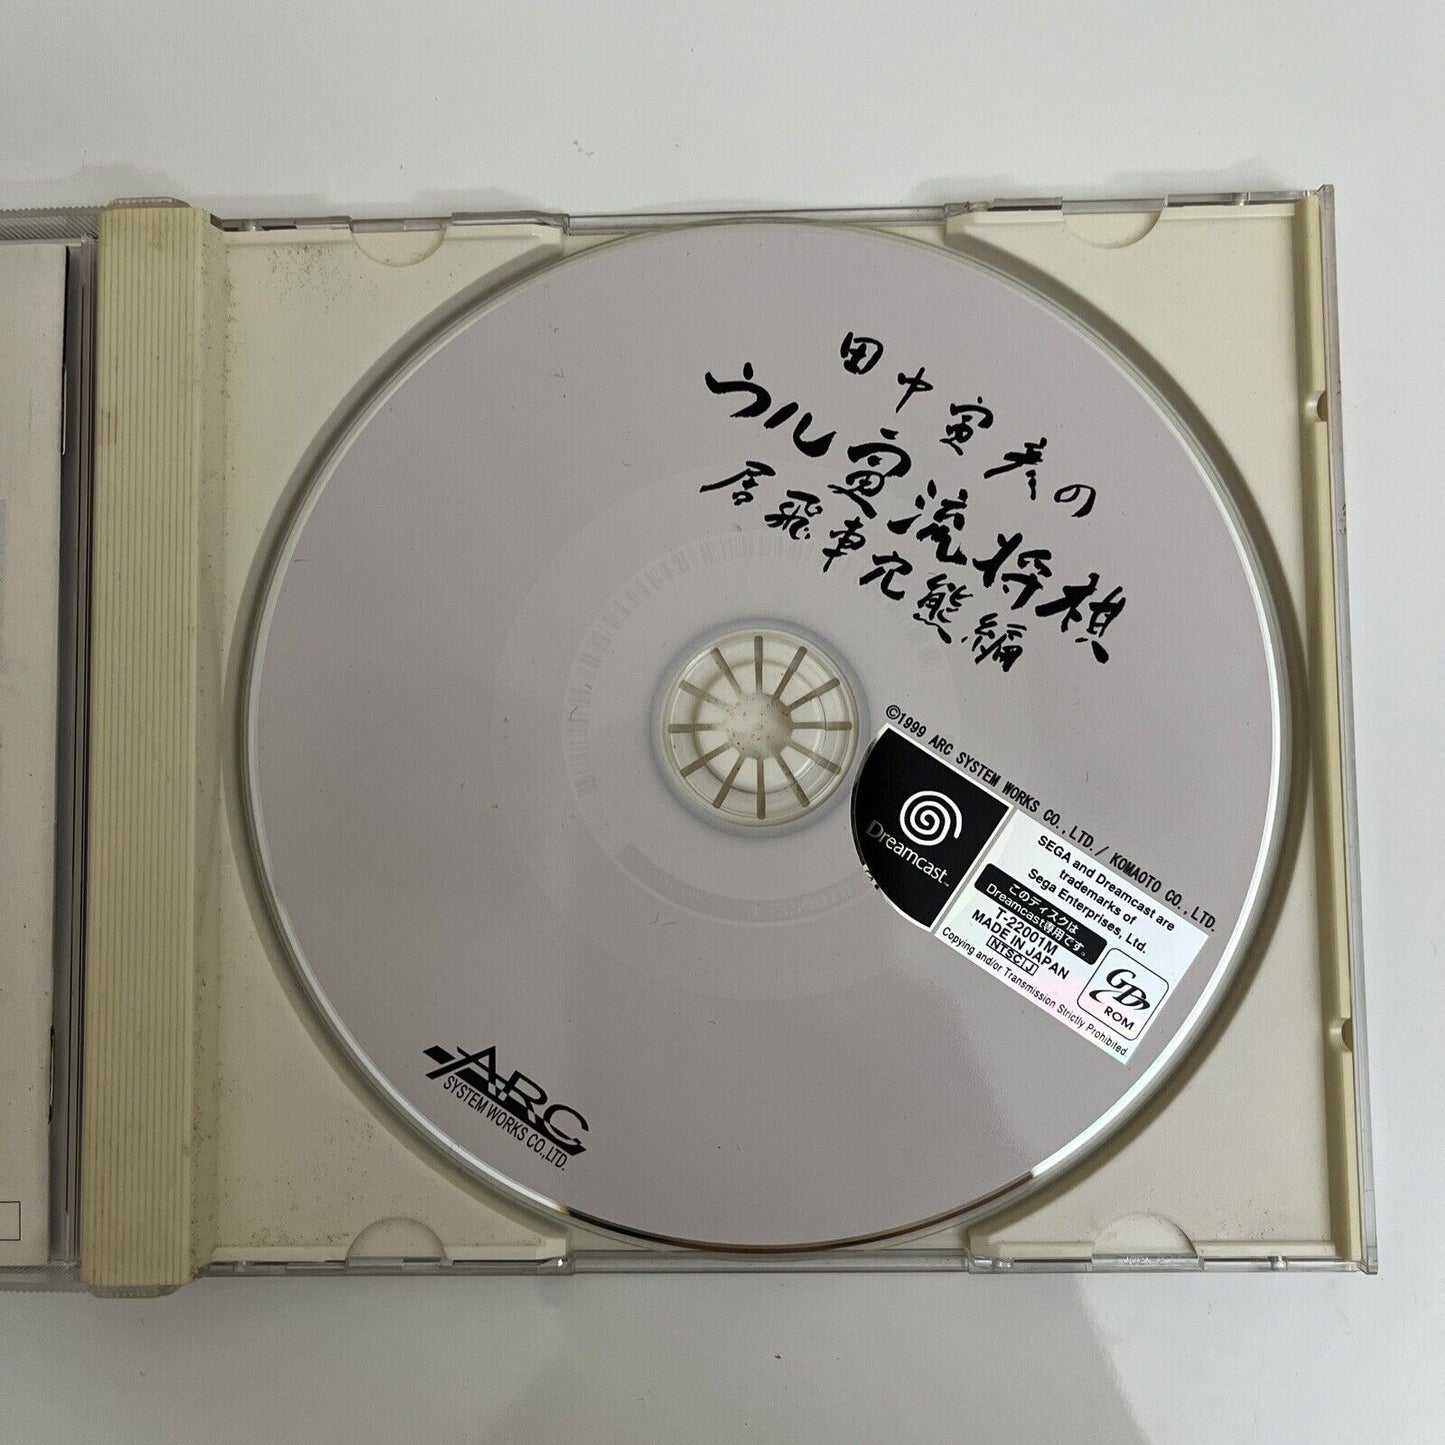 田中寅彦の
ウル寅流将棋
居飛車穴熊編
©1999 ARC SYSTEM WORKS CO.,LTD./ KOMAOTO CO.,LTD.
Dreadcast™
SEGA and Dreamcast are
trademarks of
Sega Enterprises, Ltd.
このディスクは
Dreamcast専用です。
T-22001M
MADE IN JAPAN
NTSC J
Copying and/or Transmission Strictly Prohibited.
GD
ROM
ARC
SYSTEM WORKS CO.,LTD.